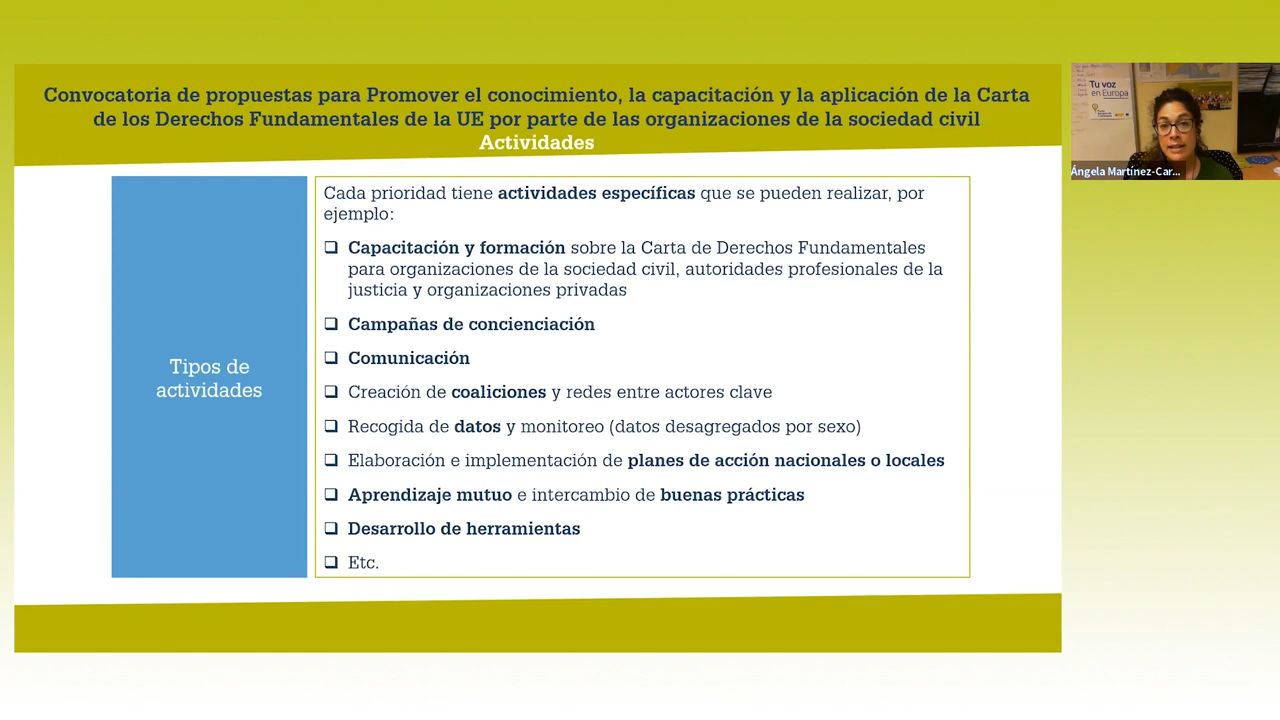 Convocatoria de propuestas para Promover el conocimiento, la capacitación y la aplicación de la Carta
de los Derechos Fundamentales de la UE por parte de las organizaciones de la sociedad civil
Actividades
Tipos de
actividades
Cada prioridad tiene actividades específicas que se pueden realizar, por
ejemplo:
❑ Capacitación y formación sobre la Carta de Derechos Fundamentales
para organizaciones de la sociedad civil, autoridades profesionales de la
justicia y organizaciones privadas
❑ Campañas de concienciación
❑ Comunicación
❑ Creación de coaliciones y redes entre actores clave
❑ Recogida de datos y monitoreo (datos desagregados por sexo)
❑ Elaboración e implementación de planes de acción nacionales o locales
❑ Aprendizaje mutuo e intercambio de buenas prácticas
❑ Desarrollo de herramientas
❑ Etc.
Tu voz
en Europa
Ángela Martínez-Car...